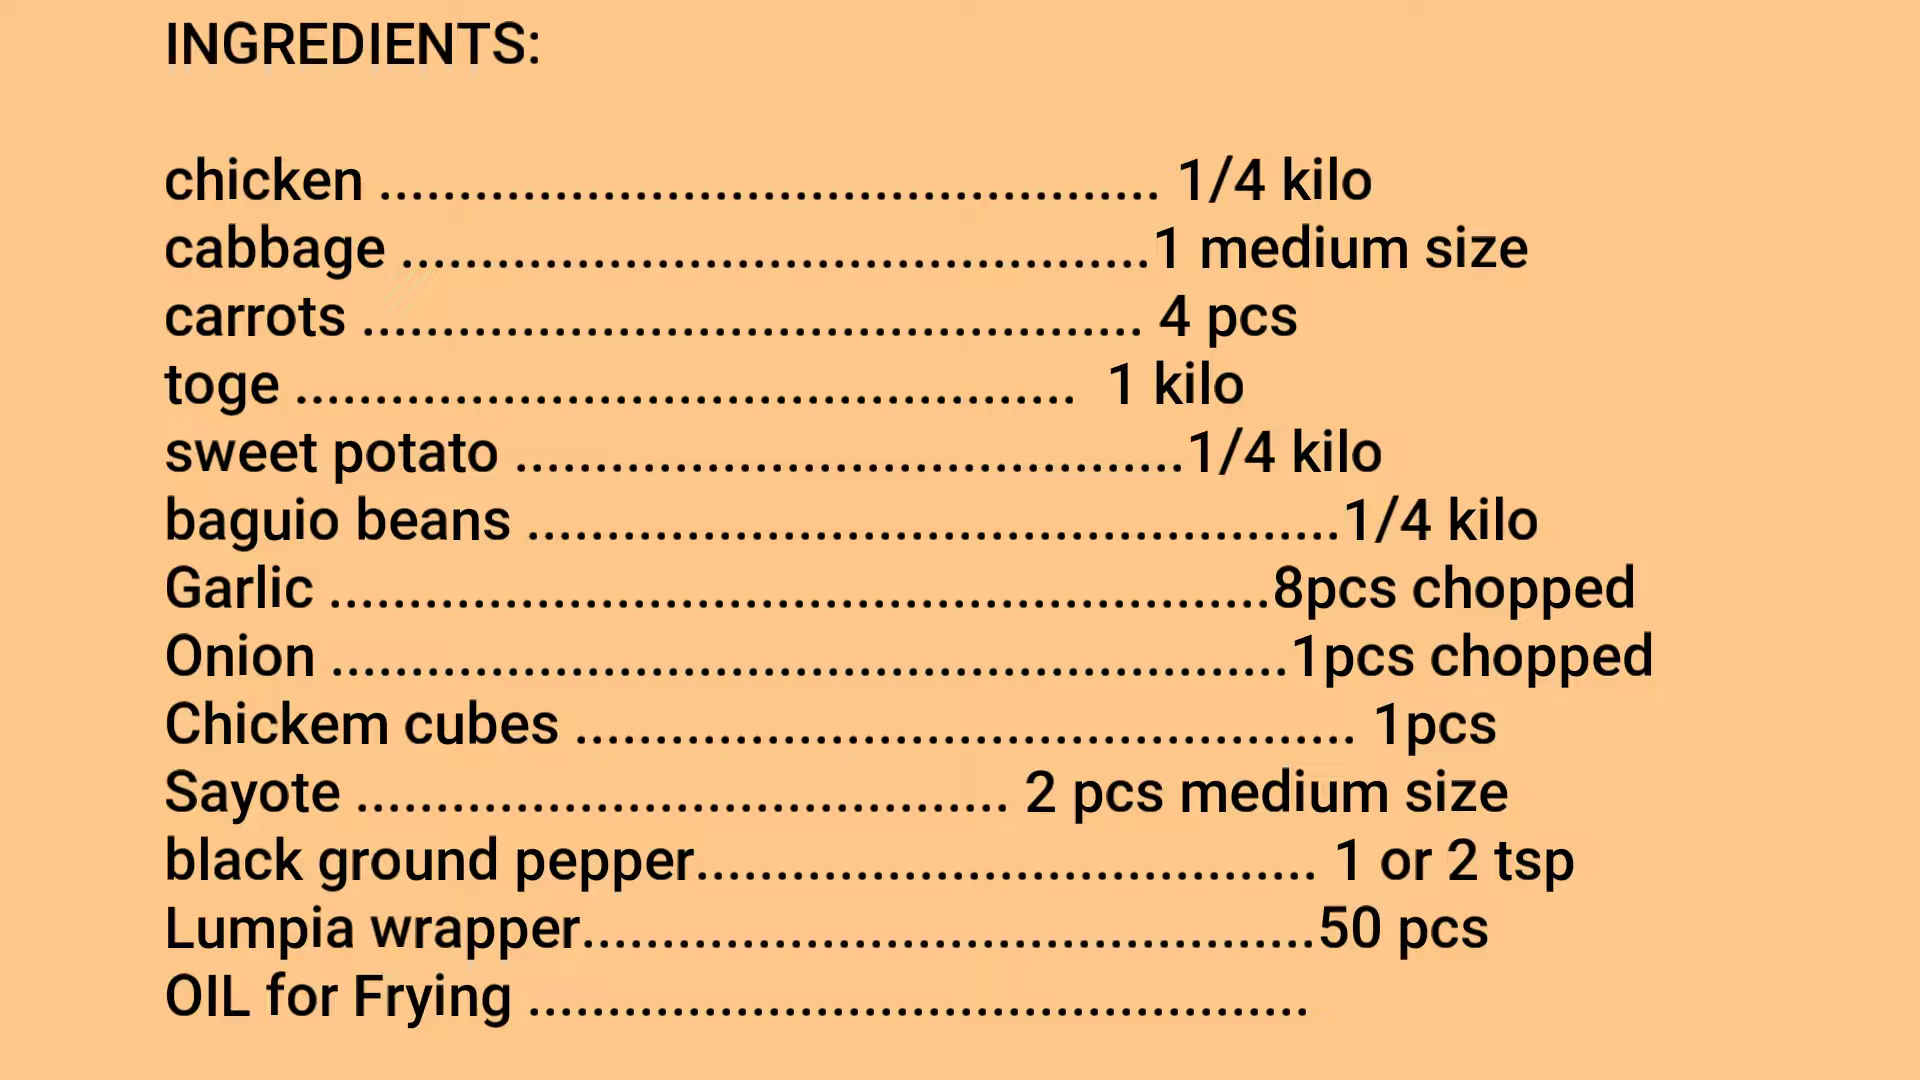 INGREDIENTS:
chicken ................................................. 1/4 kilo
cabbage ...............................................1 medium size
carrots ................................................. 4 pcs
toge .................................................  1 kilo
sweet potato ..........................................1/4 kilo
baguio beans ...................................................1/4 kilo
Garlic ...........................................................8pcs chopped
Onion ............................................................1pcs chopped
Chickem cubes ................................................. 1pcs
Sayote ......................................... 2 pcs medium size
black ground pepper....................................... 1 or 2 tsp
Lumpia wrapper..............................................50 pcs
OIL for Frying .................................................